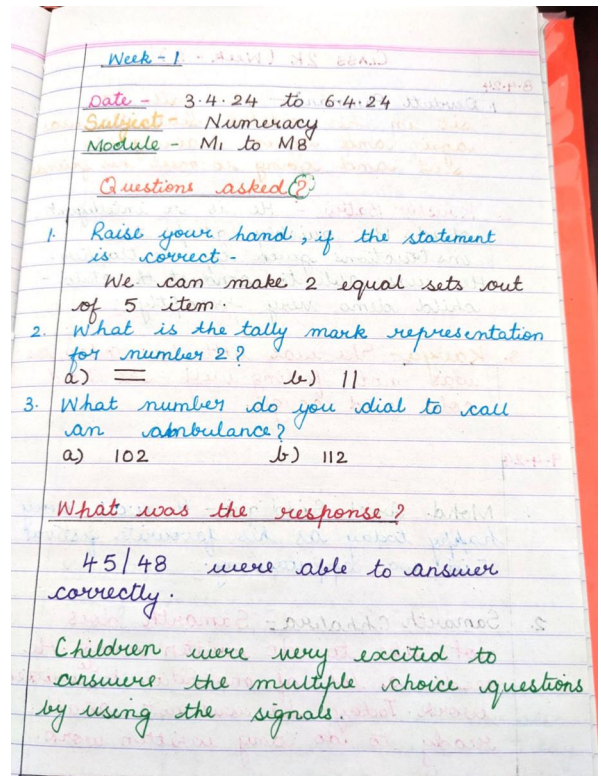 Week - 1
Date - 3.4.24 to 6.4.24
Subject - Numeracy
Module - M1 to M8
Questions asked ?
1. Raise your hand, if the statement
is correct -
We can make 2 equal sets out
of 5 item.
2. What is the tally mark representation
for number 2?
a) = b) ||
3. What number do you dial to call
an ambulance?
a) 102 b) 112
What was the response?
45/48 were able to answer
correctly.
Children were very excited to
answere the multiple choice questions
by using the signals.